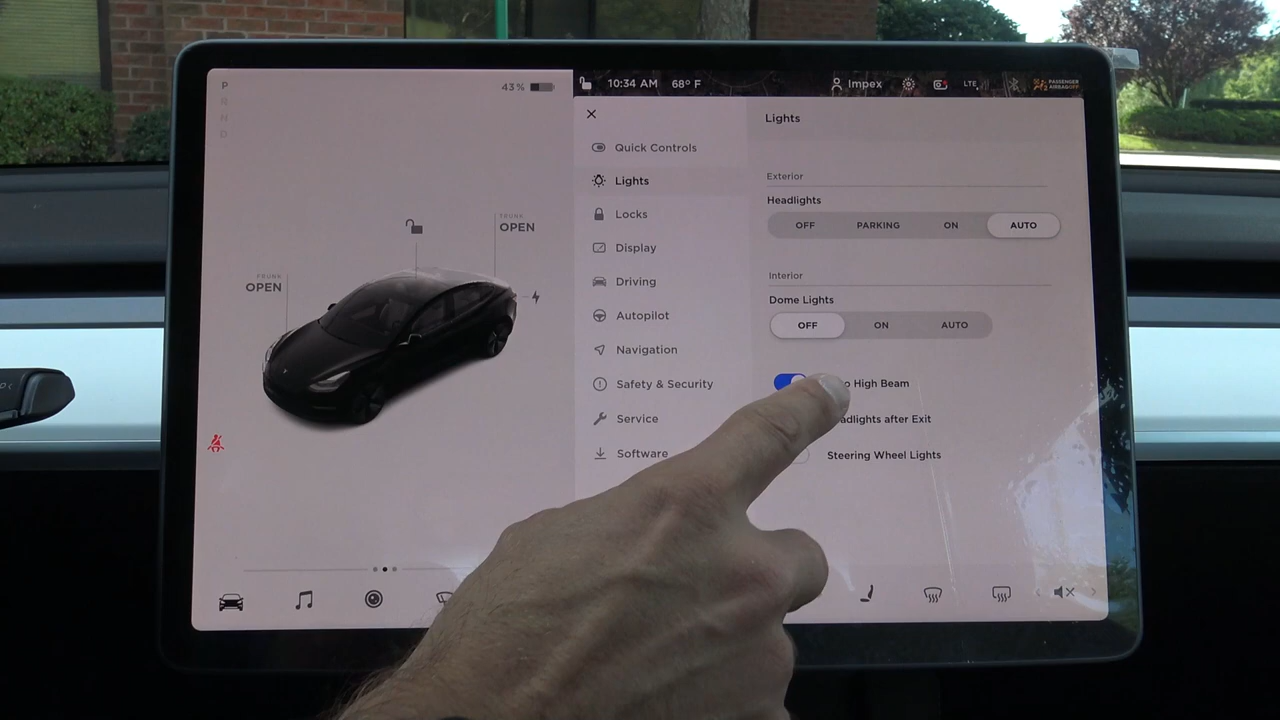 P
R
N
D
43 %
10:34 AM 68° F
Impex
LTE
PASSENGER
AIRBAG OFF
Quick Controls
Lights
Locks
Display
Driving
Autopilot
Navigation
Safety & Security
Service
Software
TRUNK
OPEN
FRUNK
OPEN
Lights
Exterior
Headlights
OFF PARKING ON AUTO
Interior
Dome Lights
OFF ON AUTO
o High Beam
adlights after Exit
Steering Wheel Lights